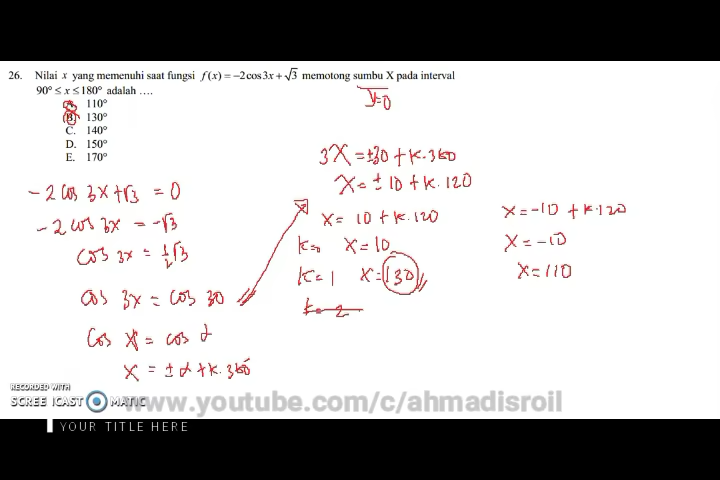 26. Nilai x yang memenuhi saat fungsi f(x) = −2cos3x + √3 memotong sumbu X pada interval
90° ≤ x ≤ 180° adalah ….
A. 110°
B. 130°
C. 140°
D. 150°
E. 170°
y=0
-2 cos 3x+√3 = 0
-2 cos 3x = -√3
cos 3x = ½√3
cos 3x = cos 30
cos x = cos α
x = ±α + k.360°
3x = ±30 + k.360
x = ±10 + k.120
x = 10 + k.120
k=0 x = 10
k=1 x = 130
k=2
x = -10 + k.120
x = -10
x = 110
RECORDED WITH
SCREENCAST MATIC
www.youtube.com/c/ahmadisroil
YOUR TITLE HERE